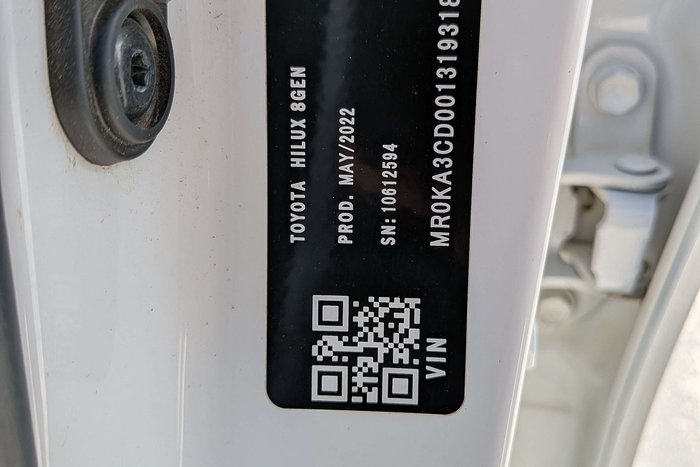 TOYOTA HILUX 8GEN
PROD. MAY/2022
SN: 10612594
VIN MR0KA3CD001319318